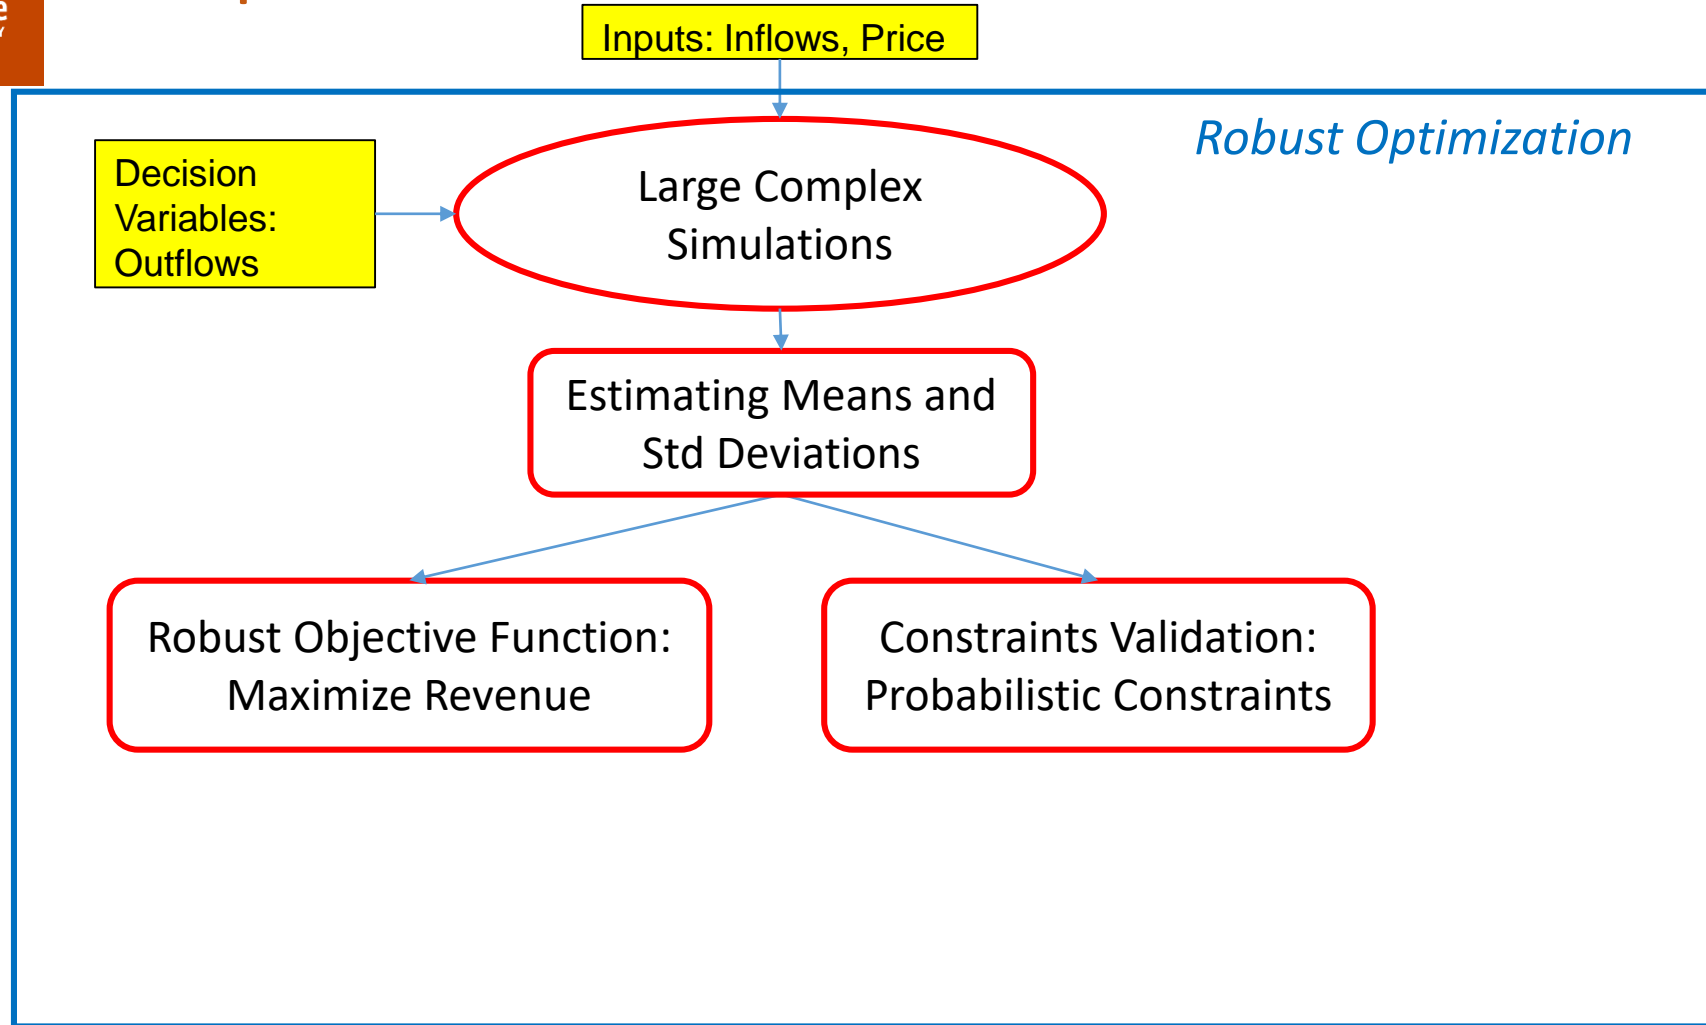 Inputs: Inflows, Price
Robust Optimization
Decision
Variables:
Outflows
Large Complex
Simulations
Estimating Means and
Std Deviations
Robust Objective Function:
Maximize Revenue
Constraints Validation:
Probabilistic Constraints